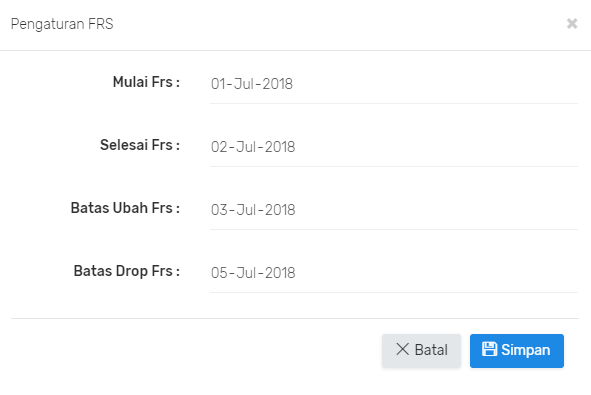 Pengaturan FRS
Mulai Frs : 01-Jul-2018
Selesai Frs : 02-Jul-2018
Batas Ubah Frs : 03-Jul-2018
Batas Drop Frs : 05-Jul-2018
Batal Simpan